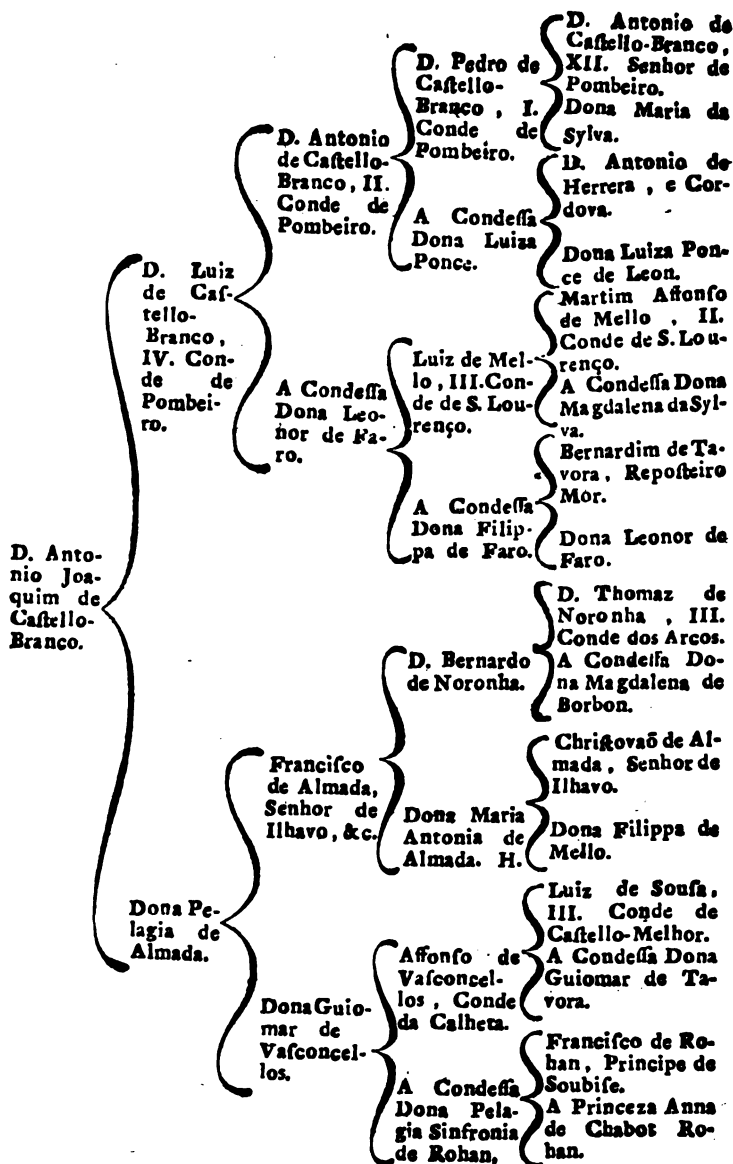 D. Anto-
nio Joa-
quim de
Caſtello-
Branco.
D. Luiz
de Caſ-
tello-
Branco,
IV. Con-
de de
Pombei-
ro.
Dona Pe-
lagia de
Almada.
D. Antonio
de Caſtello-
Branco, II.
Conde de
Pombeiro.
A Condeſſa
Dona Leo-
nor de Fa-
ro.
Franciſco
de Almada,
Senhor de
Ilhavo, &c.
Dona Guio-
mar de
Vaſconcel-
los.
D. Pedro de
Caſtello-
Branco, I.
Conde de
Pombeiro.
A Condeſſa
Dona Luiza
Ponce.
Luiz de Mel-
lo, III. Con-
de de S. Lou-
renço.
A Condeſſa
Dona Filip-
pa de Faro.
D. Bernardo
de Noronha.
Dona Maria
Antonia de
Almada. H.
Affonſo de
Vaſconcel-
los, Conde
da Calheta.
A Condeſſa
Dona Pela-
gia Sinfronia
de Rohan.
D. Antonio de
Caſtello-Branco,
XII. Senhor de
Pombeiro.
Dona Maria da
Sylva.
D. Antonio de
Herrera, e Cor-
dova.
Dona Luiza Pon-
ce de Leon.
Martim Affonſo
de Mello, II.
Conde de S. Lou-
renço.
A Condeſſa Dona
Magdalena da Syl-
va.
Bernardim de Ta-
vora, Repoſteiro
Mór.
Dona Leonor de
Faro.
D. Thomaz de
Noronha, III.
Conde dos Arcos.
A Condeſſa Do-
na Magdalena de
Borbon.
Chriſtovaõ de Al-
mada, Senhor de
Ilhavo.
Dona Filippa de
Mello.
Luiz de Souſa,
III. Conde de
Caſtello-Melhor.
A Condeſſa Dona
Guiomar de Ta-
vora.
Franciſco de Ro-
han, Principe de
Soubiſe.
A Princeza Anna
de Chabot Ro-
han.